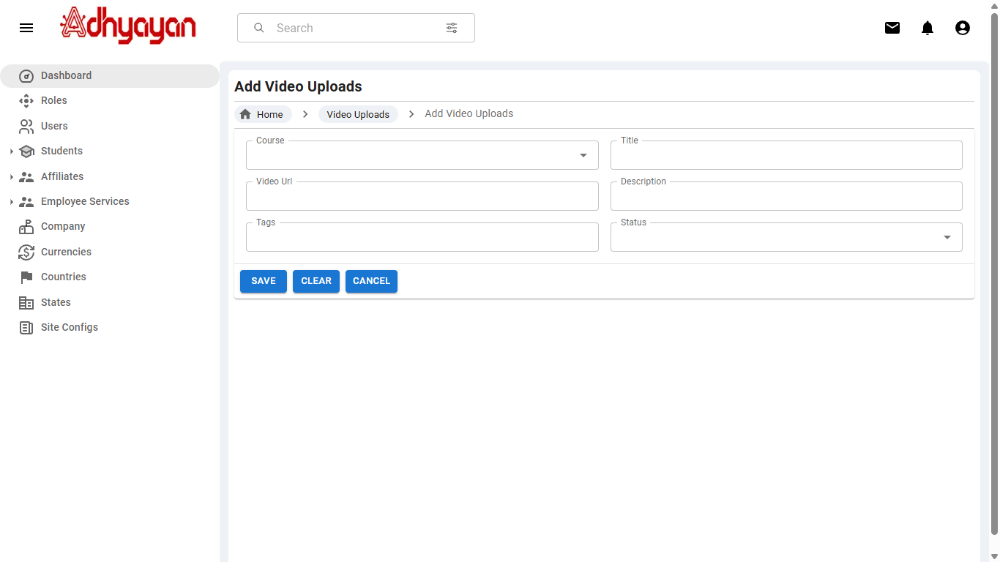 Adhyayan
Search
Dashboard
Roles
Users
Students
Affiliates
Employee Services
Company
Currencies
Countries
States
Site Configs
Add Video Uploads
Home
Video Uploads
Add Video Uploads
Course
Title
Video Url
Description
Tags
Status
SAVE
CLEAR
CANCEL